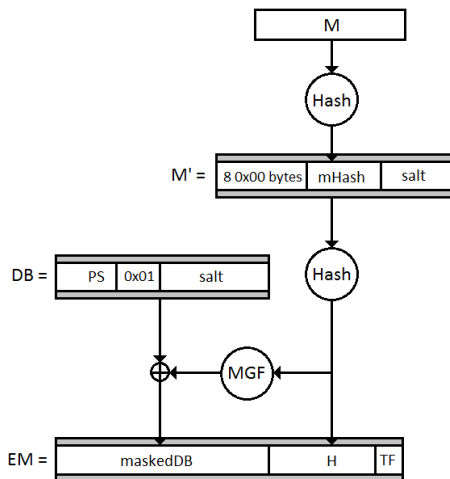 M
Hash
M' = 8 0x00 bytes mHash salt
DB = PS 0x01 salt
Hash
MGF
EM = maskedDB H TF